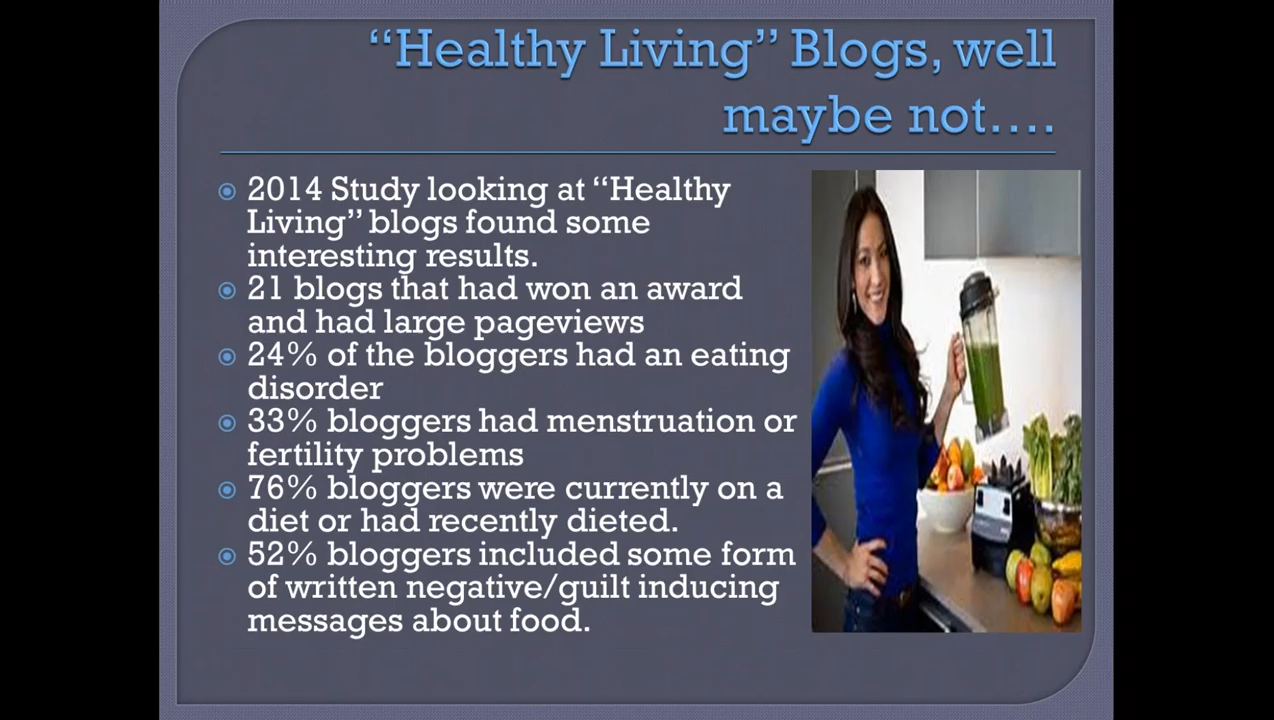 “Healthy Living” Blogs, well
maybe not….
2014 Study looking at “Healthy
Living” blogs found some
interesting results.
21 blogs that had won an award
and had large pageviews
24% of the bloggers had an eating
disorder
33% bloggers had menstruation or
fertility problems
76% bloggers were currently on a
diet or had recently dieted.
52% bloggers included some form
of written negative/guilt inducing
messages about food.